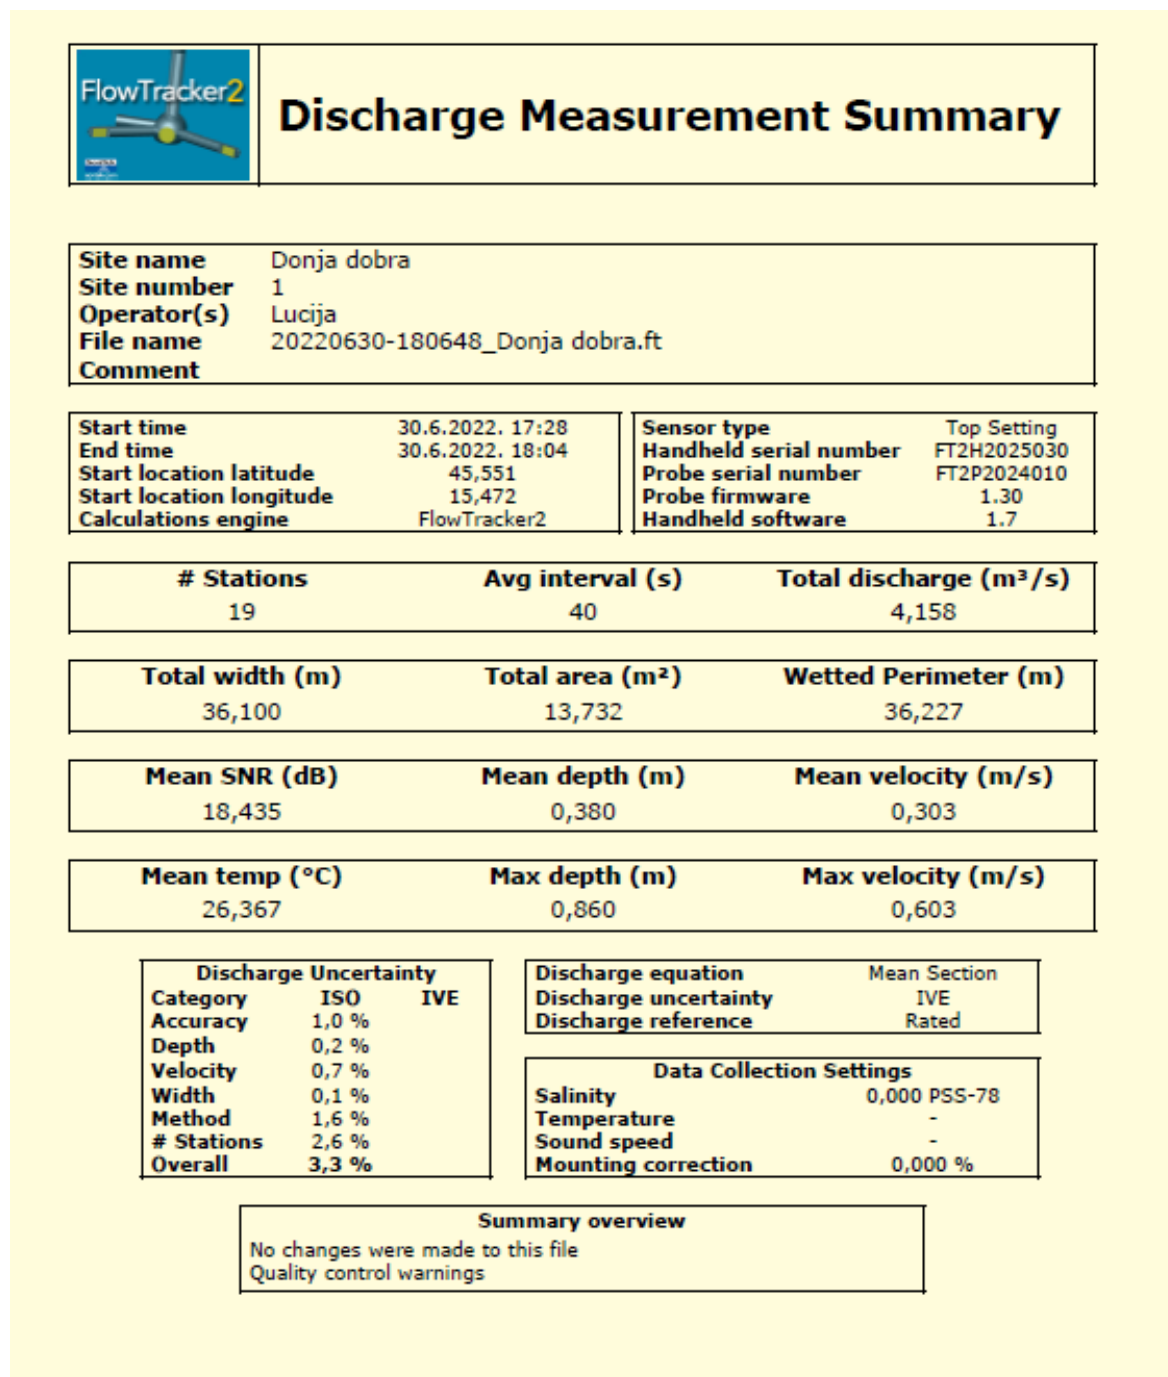 FlowTracker2
Discharge Measurement Summary
Site name Donja dobra
Site number 1
Operator(s) Lucija
File name 20220630-180648_Donja dobra.ft
Comment
Start time 30.6.2022. 17:28
End time 30.6.2022. 18:04
Start location latitude 45,551
Start location longitude 15,472
Calculations engine FlowTracker2
Sensor type Top Setting
Handheld serial number FT2H2025030
Probe serial number FT2P2024010
Probe firmware 1.30
Handheld software 1.7
# Stations Avg interval (s) Total discharge (m³/s)
19 40 4,158
Total width (m) Total area (m²) Wetted Perimeter (m)
36,100 13,732 36,227
Mean SNR (dB) Mean depth (m) Mean velocity (m/s)
18,435 0,380 0,303
Mean temp (°C) Max depth (m) Max velocity (m/s)
26,367 0,860 0,603
Discharge Uncertainty
Category ISO IVE
Accuracy 1,0 %
Depth 0,2 %
Velocity 0,7 %
Width 0,1 %
Method 1,6 %
# Stations 2,6 %
Overall 3,3 %
Discharge equation Mean Section
Discharge uncertainty IVE
Discharge reference Rated
Data Collection Settings
Salinity 0,000 PSS-78
Temperature -
Sound speed -
Mounting correction 0,000 %
Summary overview
No changes were made to this file
Quality control warnings